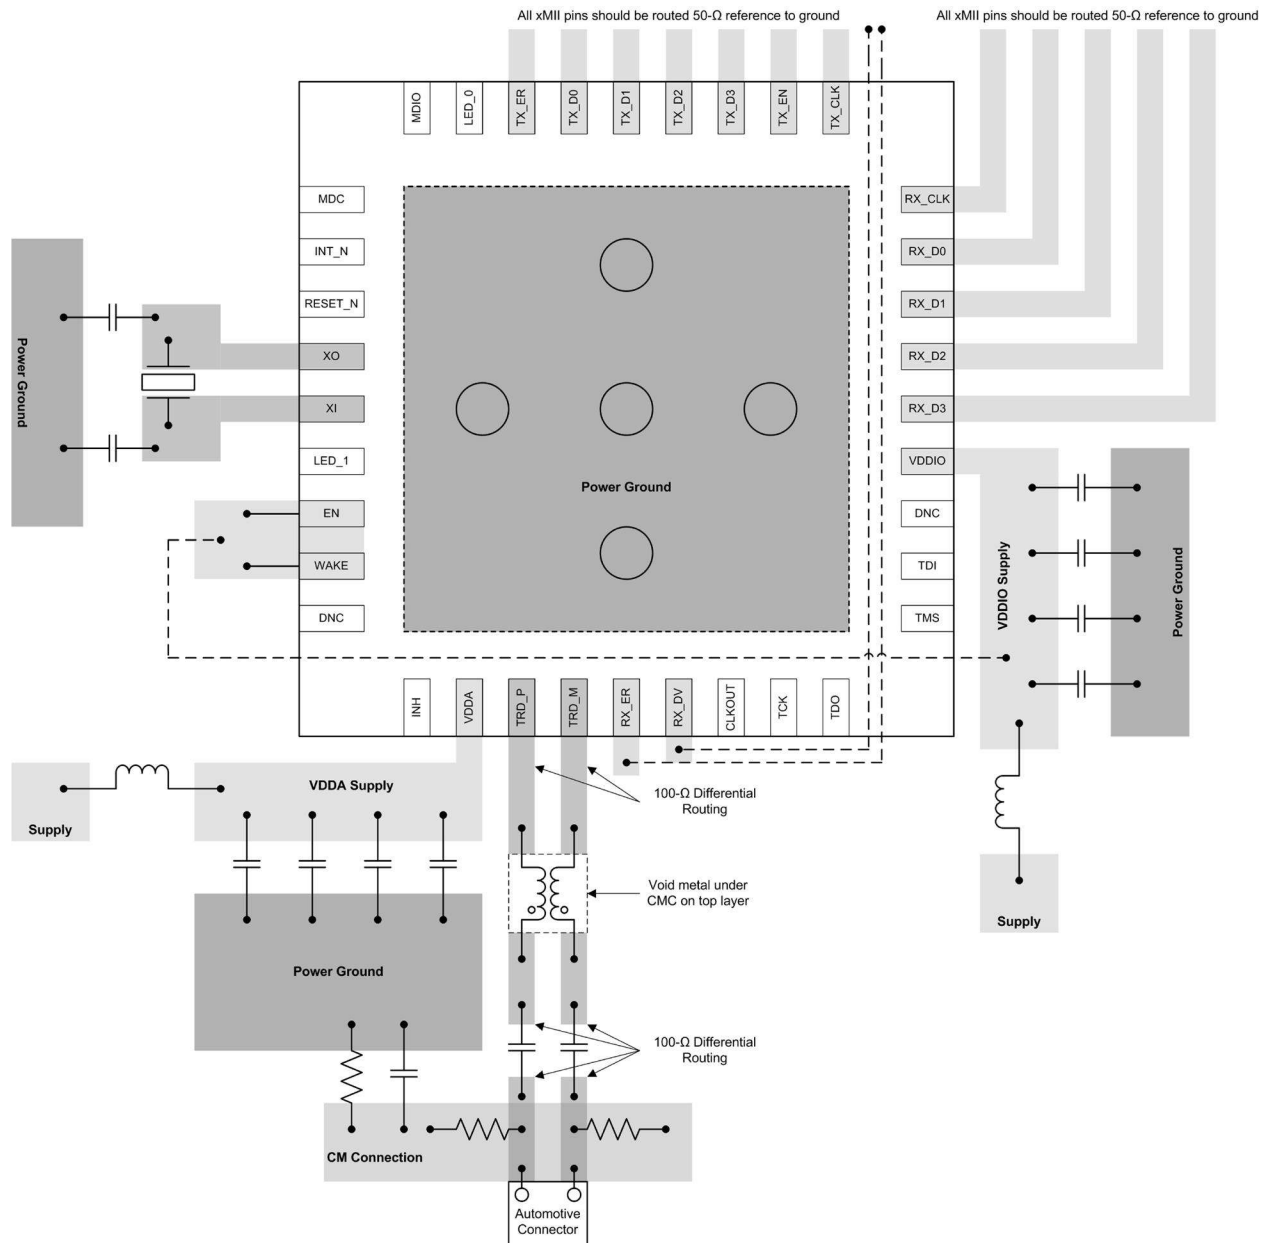 All xMII pins should be routed 50-Ω reference to ground
All xMII pins should be routed 50-Ω reference to ground
MDIO
LED_0
TX_ER
TX_D0
TX_D1
TX_D2
TX_D3
TX_EN
TX_CLK
MDC
INT_N
RESET_N
XO
XI
LED_1
EN
WAKE
DNC
RX_CLK
RX_D0
RX_D1
RX_D2
RX_D3
VDDIO
DNC
TDI
TMS
Power Ground
Power Ground
VDDIO Supply
Power Ground
INH
VDDA
TRD_P
TRD_M
RX_ER
RX_DV
CLKOUT
TCK
TDO
VDDA Supply
Supply
100-Ω Differential
Routing
Void metal under
CMC on top layer
Supply
Power Ground
100-Ω Differential
Routing
CM Connection
Automotive
Connector